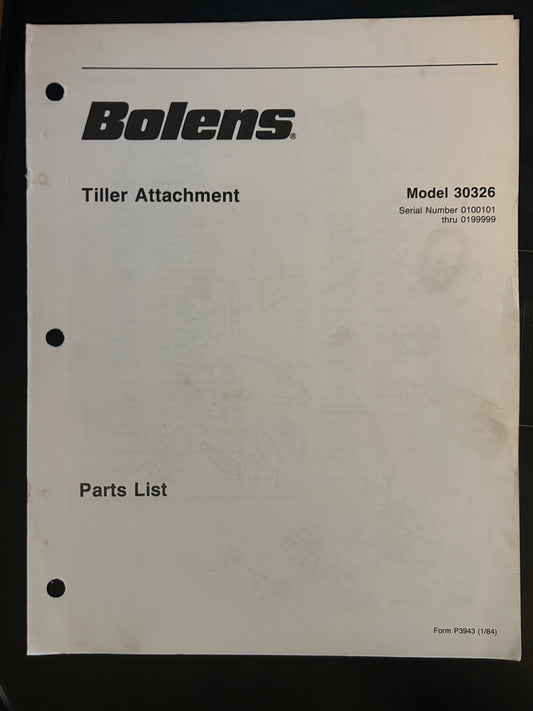 Bolens®
Tiller Attachment
Model 30326
Serial Number 0100101
thru 0199999
Parts List
Form P3943 (1/84)